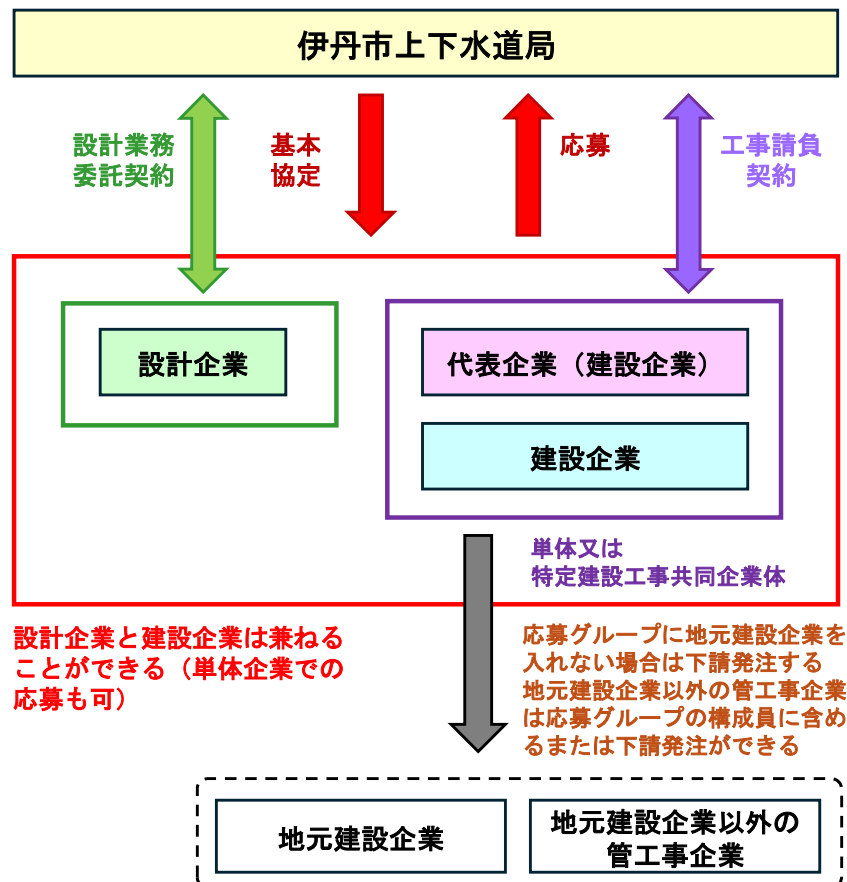 伊丹市上下水道局
設計業務
委託契約
基本
協定
応募
工事請負
契約
設計企業
代表企業（建設企業）
建設企業
単体又は
特定建設工事共同企業体
設計企業と建設企業は兼ねる
ことができる（単体企業での
応募も可）
応募グループに地元建設企業を
入れない場合は下請発注する
地元建設企業以外の管工事企業
は応募グループの構成員に含め
るまたは下請発注ができる
地元建設企業
地元建設企業以外の
管工事企業